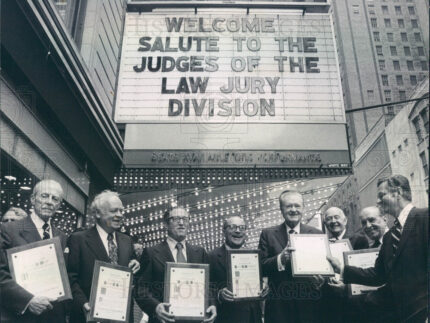 WELCOME
SALUTE TO THE
JUDGES OF THE
LAW JURY
DIVISION